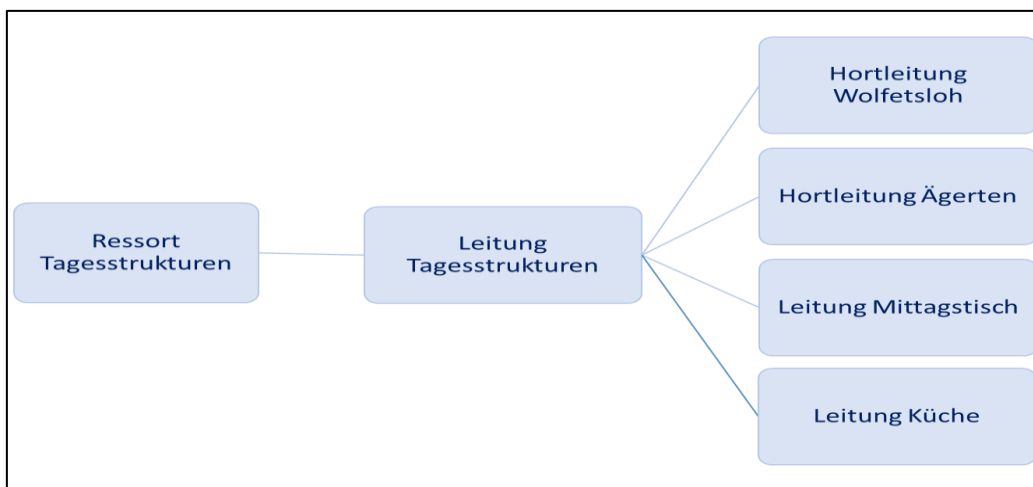 Ressort
Tagesstrukturen
Leitung
Tagesstrukturen
Hortleitung
Wolfetsloh
Hortleitung Ägerten
Leitung Mittagstisch
Leitung Küche